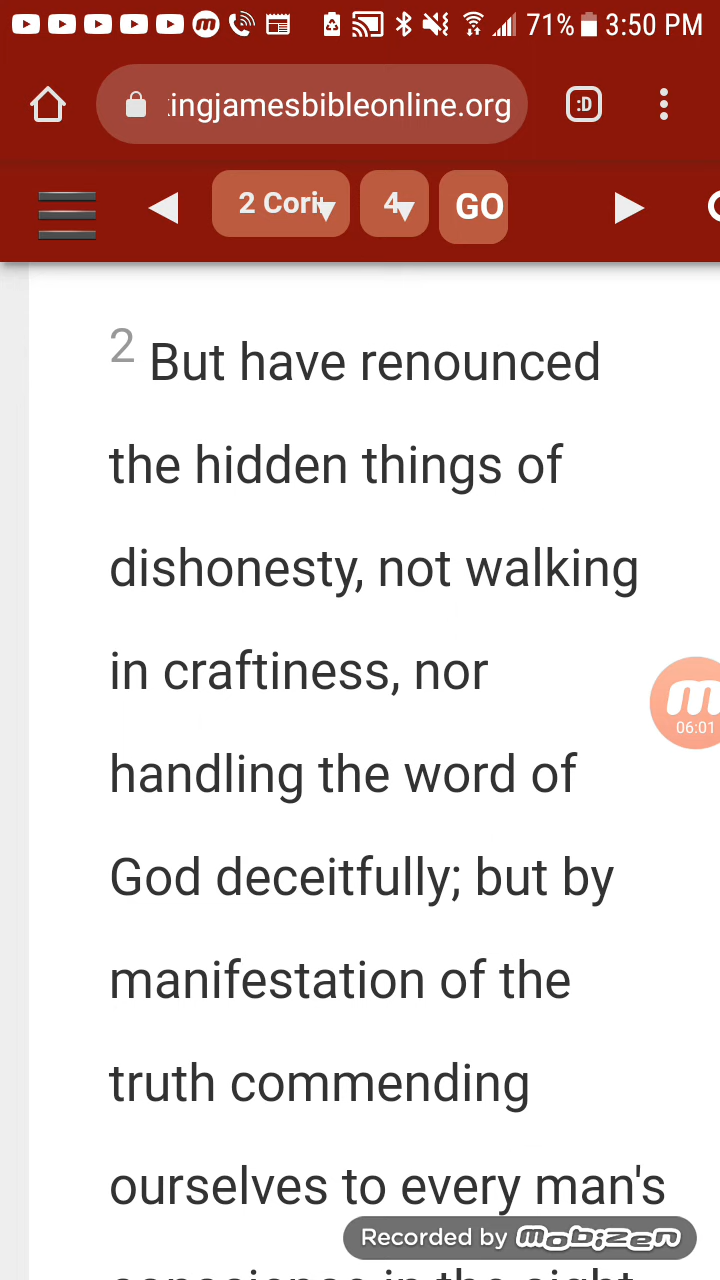 71% 3:50 PM
ingjamesbibleonline.org :D
2 Cori 4 GO
2 But have renounced
the hidden things of
dishonesty, not walking
in craftiness, nor
handling the word of
God deceitfully; but by
manifestation of the
truth commending
ourselves to every man's
m
06:01
Recorded by mobizen